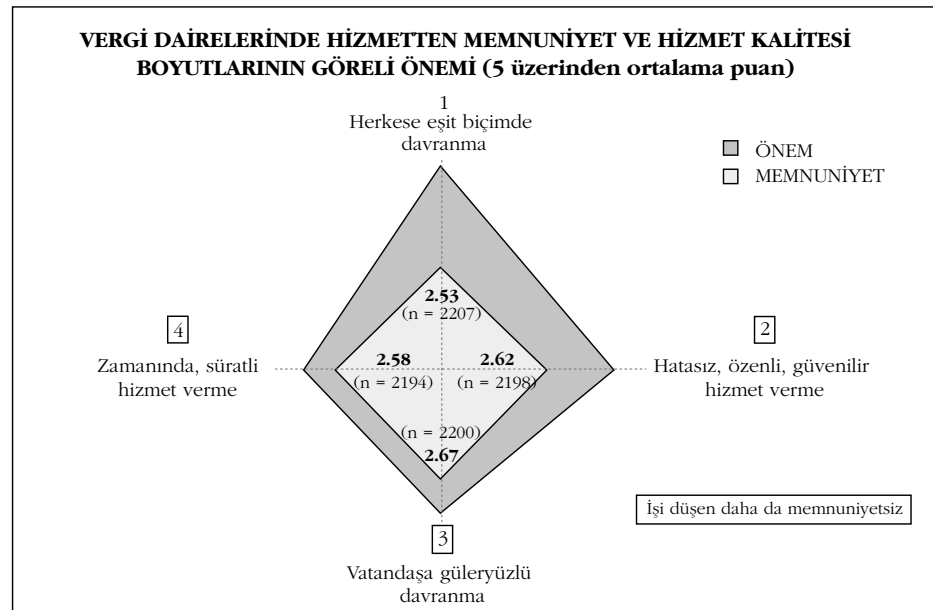 VERGİ DAİRELERİNDE HİZMETTEN MEMNUNİYET VE HİZMET KALİTESİ
BOYUTLARININ GÖRELİ ÖNEMİ (5 üzerinden ortalama puan)
1
Herkese eşit biçimde
davranma
ÖNEM
MEMNUNİYET
2.53
(n = 2207)
4
Zamanında, süratli
hizmet verme
2.58
(n = 2194)
2.62
(n = 2198)
2
Hatasız, özenli, güvenilir
hizmet verme
(n = 2200)
2.67
İşi düşen daha da memnuniyetsiz
3
Vatandaşa güleryüzlü
davranma